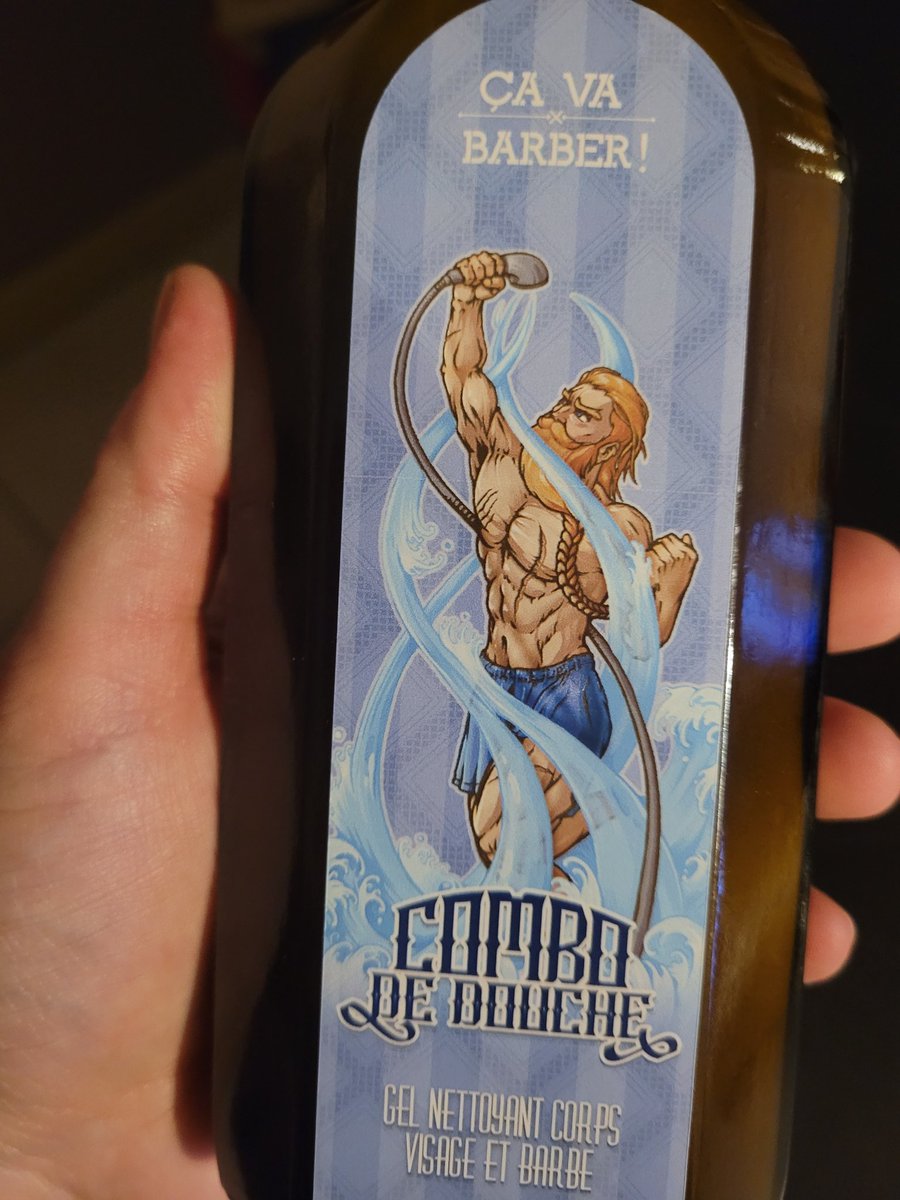 ÇA VA
BARBER!
COMBO
DE DOUCHE
GEL NETTOYANT CORPS
VISAGE ET BARBE